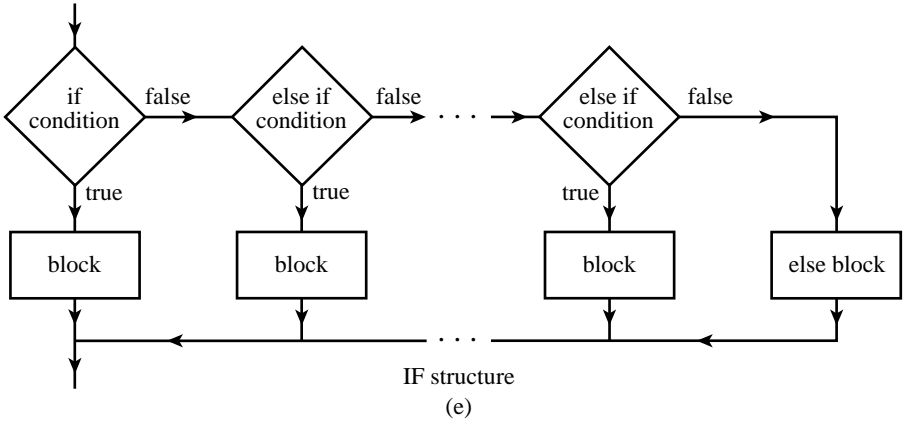 if
condition
false
else if
condition
false
. . .
else if
condition
false
true
true
true
block
block
block
else block
. . .
IF structure
(e)